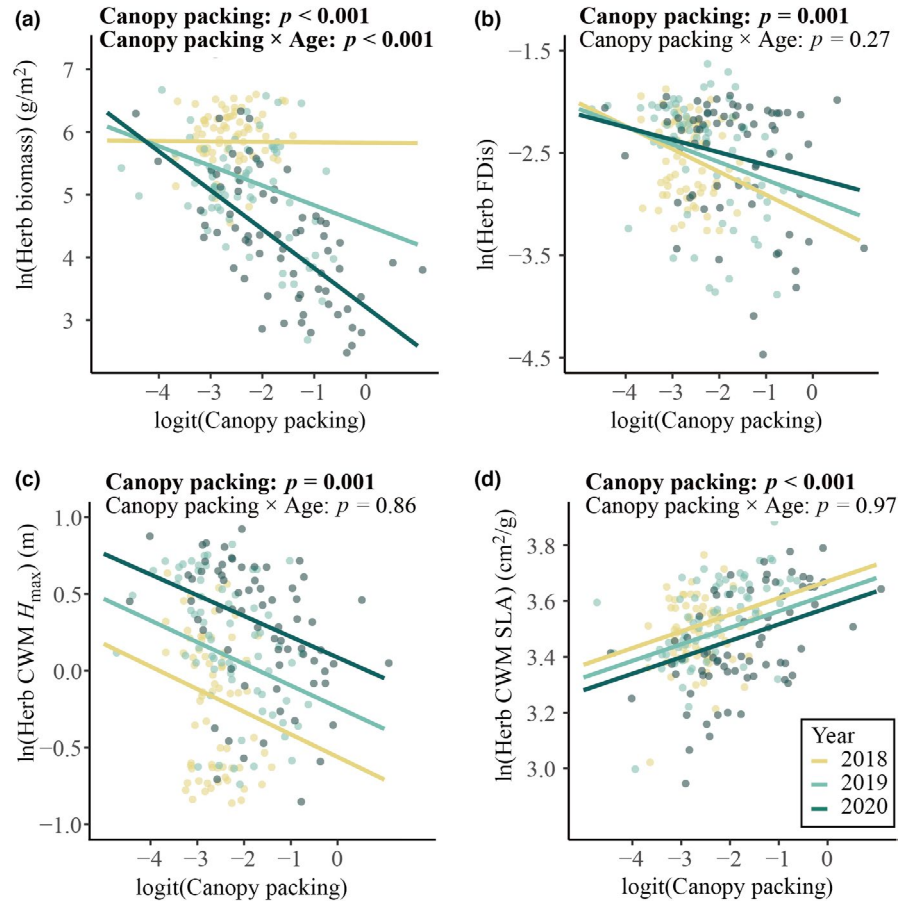 (a) Canopy packing: p < 0.001
Canopy packing × Age: p < 0.001
ln(Herb biomass) (g/m²)
7
6
5
4
3
−4 −3 −2 −1 0
logit(Canopy packing)
(b) Canopy packing: p = 0.001
Canopy packing × Age: p = 0.27
ln(Herb FDis)
−1.5
−2.5
−3.5
−4.5
−4 −3 −2 −1 0
logit(Canopy packing)
(c) Canopy packing: p = 0.001
Canopy packing × Age: p = 0.86
ln(Herb CWM Hmax) (m)
1.0
0.5
0.0
−0.5
−1.0
−4 −3 −2 −1 0
logit(Canopy packing)
(d) Canopy packing: p < 0.001
Canopy packing × Age: p = 0.97
ln(Herb CWM SLA) (cm²/g)
3.8
3.6
3.4
3.2
3.0
−4 −3 −2 −1 0
logit(Canopy packing)
Year
2018
2019
2020